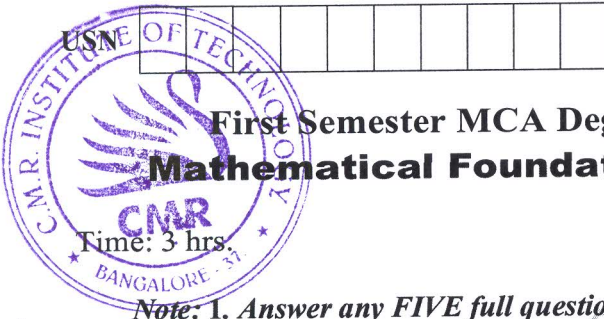 USN
C.M.R. INSTITUTE OF TECHNOLOGY
CMR
BANGALORE - 37.
First Semester MCA Deg
Mathematical Foundat
Time: 3 hrs.
Note: 1. Answer any FIVE full questio